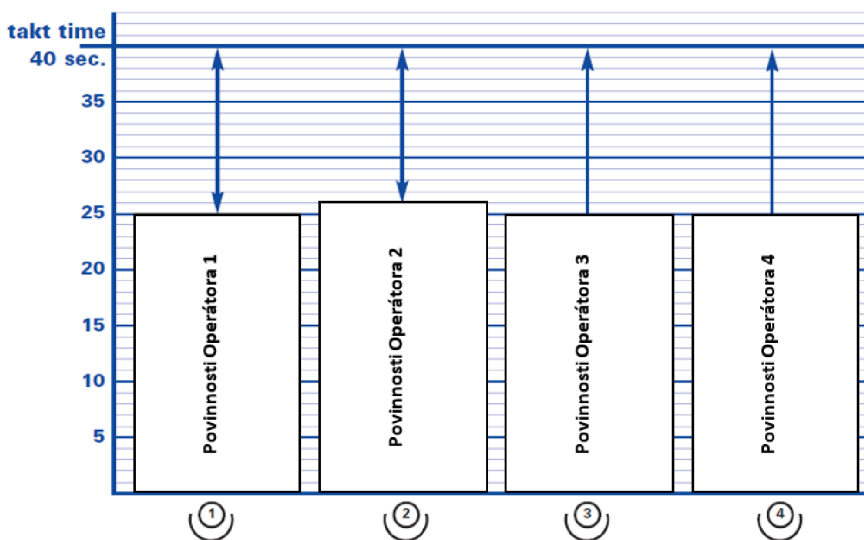 takt time
40 sec.
35
30
25
20
15
10
5
Povinnosti Operátora 1
Povinnosti Operátora 2
Povinnosti Operátora 3
Povinnosti Operátora 4
1
2
3
4